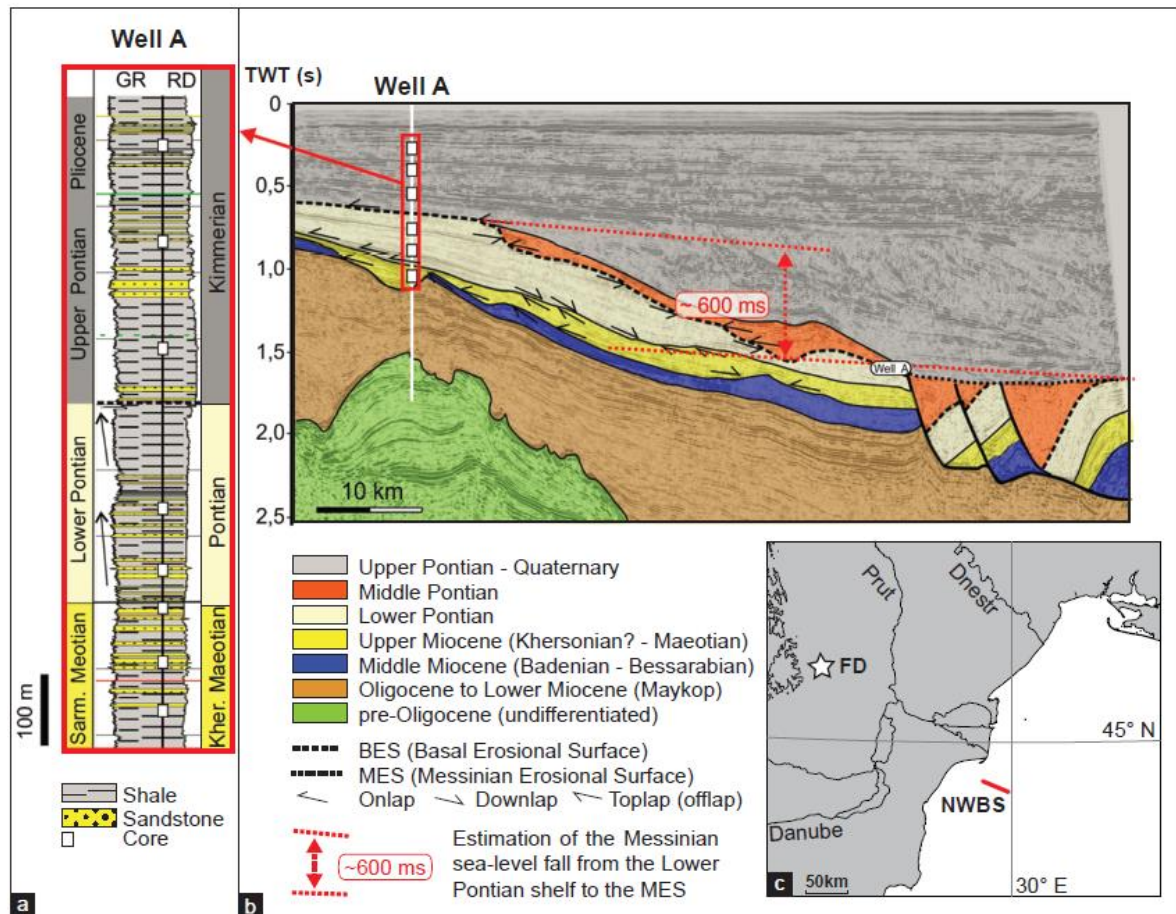 Well A
GR RD
Pliocene
Upper Pontian
Lower Pontian
Sarm. Meotian
Kimmerian
Pontian
Kher. Maeotian
100 m
Shale
Sandstone
Core
a
TWT (s)
Well A
0
0,5
1,0
1,5
2,0
2,5
~ 600 ms
Well A
10 km
Upper Pontian - Quaternary
Middle Pontian
Lower Pontian
Upper Miocene (Khersonian? - Maeotian)
Middle Miocene (Badenian - Bessarabian)
Oligocene to Lower Miocene (Maykop)
pre-Oligocene (undifferentiated)
BES (Basal Erosional Surface)
MES (Messinian Erosional Surface)
Onlap Downlap Toplap (offlap)
~600 ms
Estimation of the Messinian
sea-level fall from the Lower
Pontian shelf to the MES
b
Prut
Dnestr
FD
45° N
NWBS
Danube
50km
30° E
c